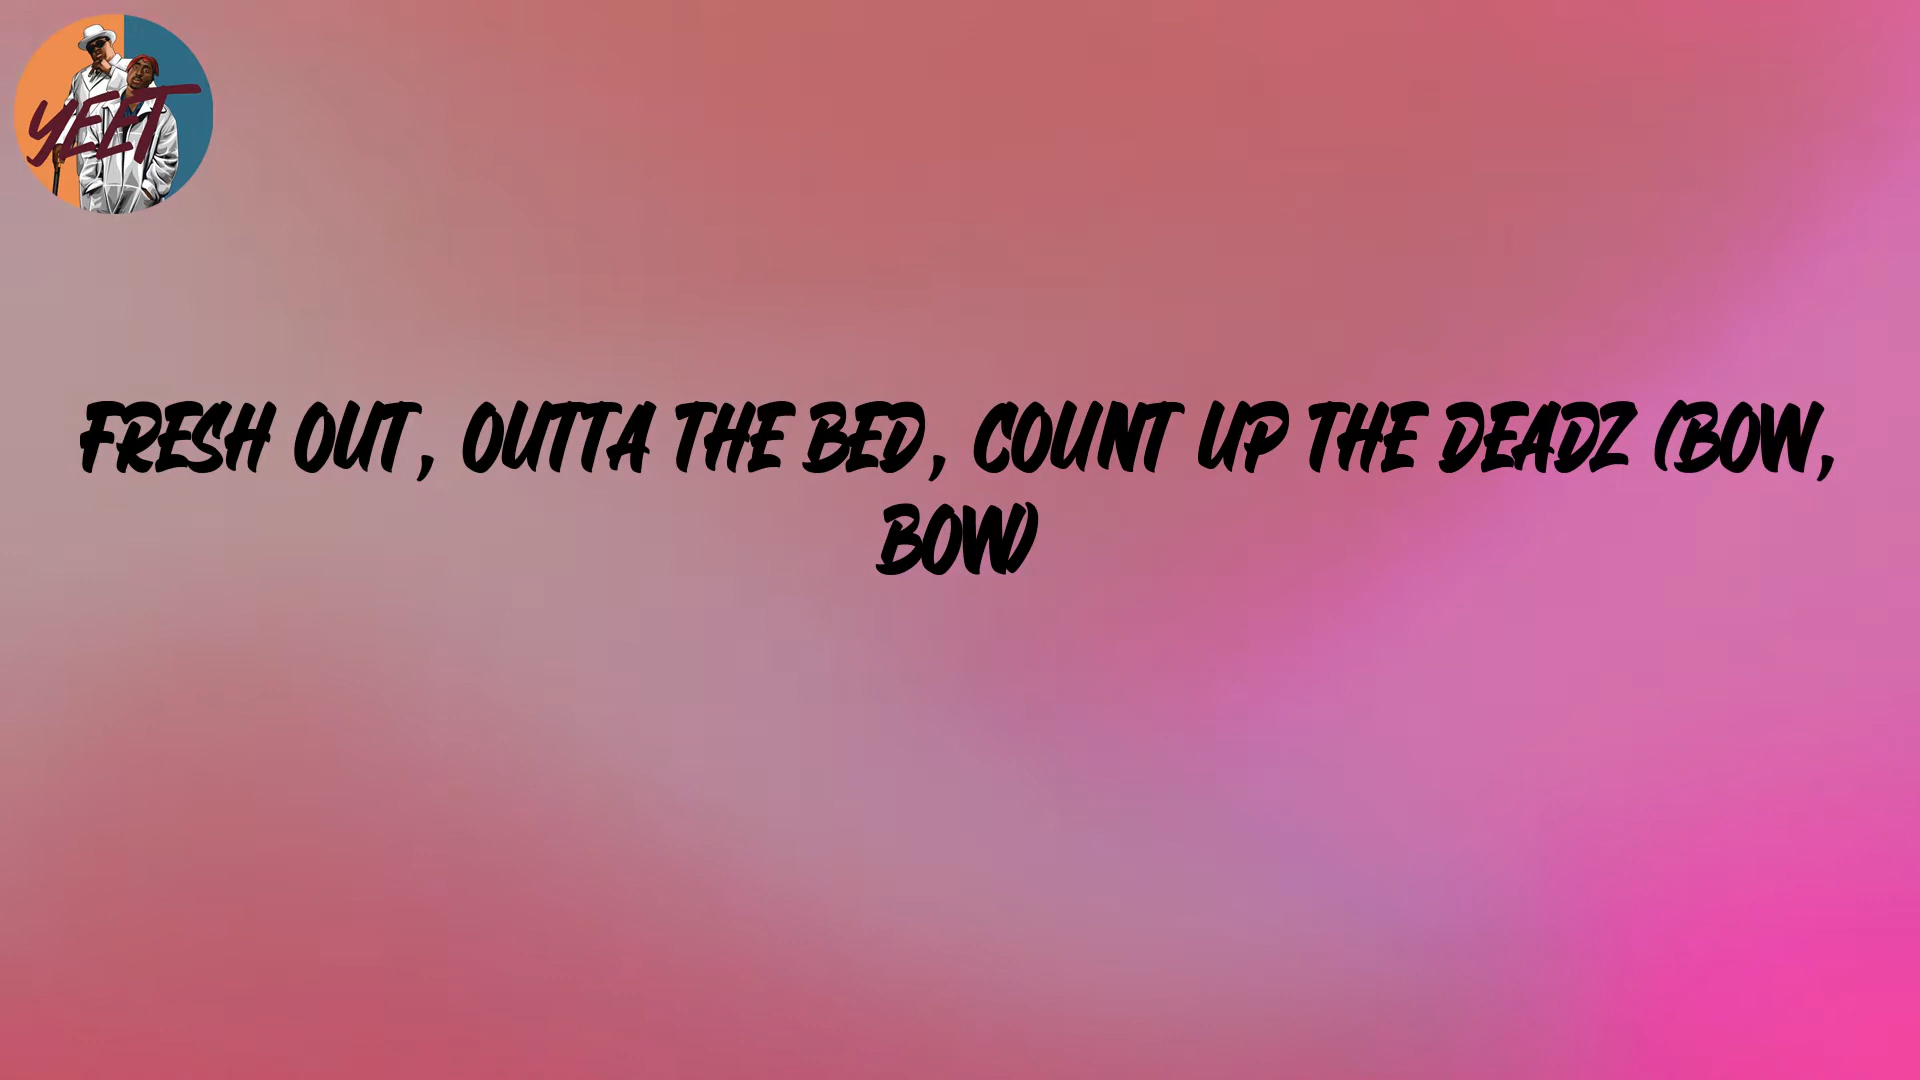 YEET
FRESH OUT, OUTTA THE BED, COUNT UP THE DEADZ (BOW,
BOW)